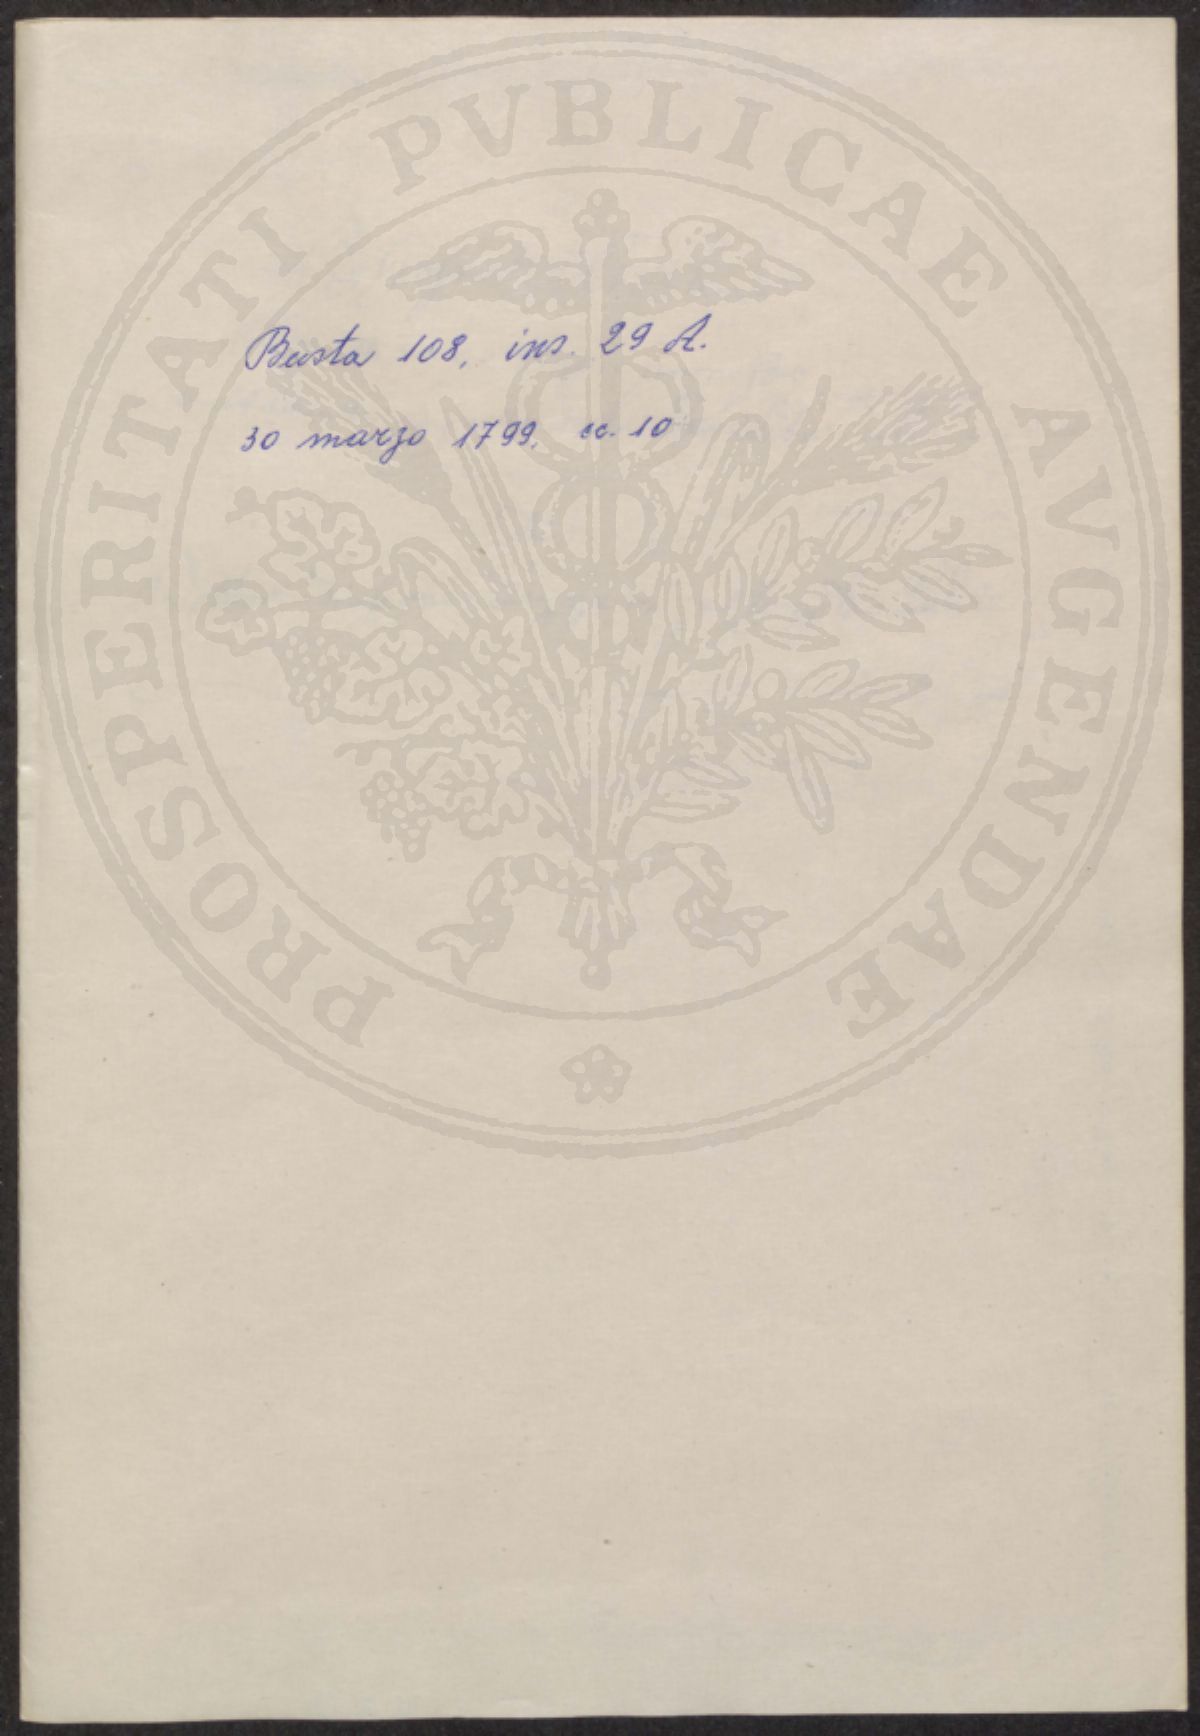 Busta 108, ins. 29 A.
30 marzo 1799, cc. 10
PROSPERITATI PVBLICAE AVGENDAE